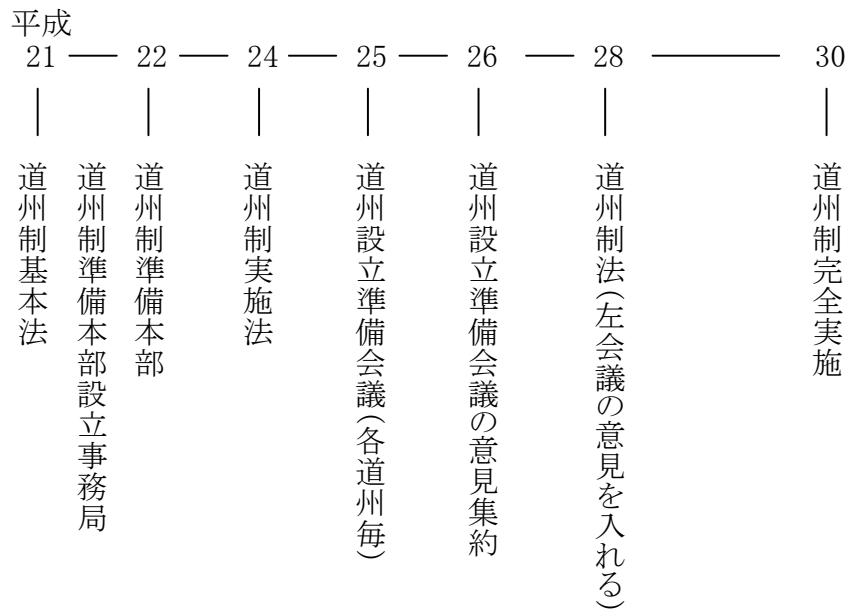 平成
21 22 24 25 26 28 30
道州制基本法
道州制準備本部設立事務局
道州制準備本部
道州制実施法
道州設立準備会議(各道州毎)
道州設立準備会議の意見集約
道州制法(左会議の意見を入れる)
道州制完全実施